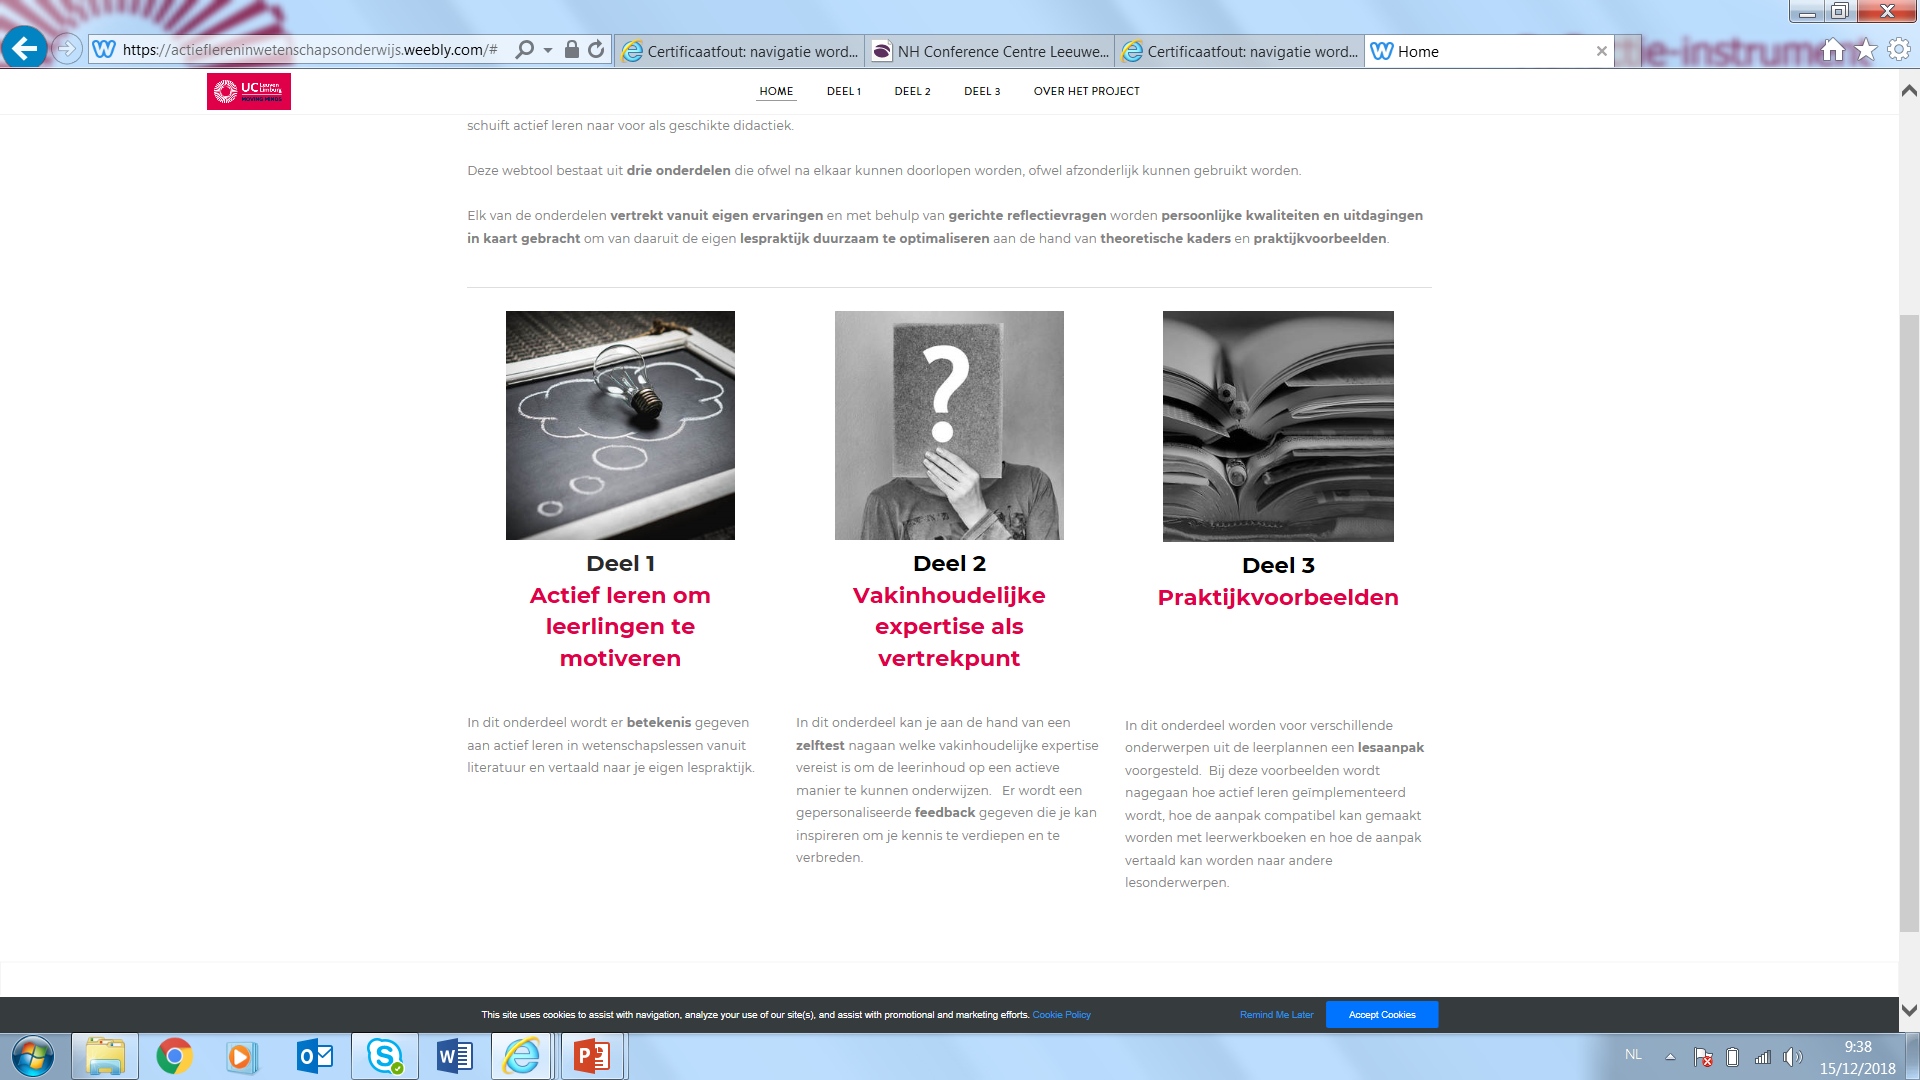 https://actieflereninwetenschapsonderwijs.weebly.com/#
Certificaatfout: navigatie word...
NH Conference Centre Leeuwe...
Certificaatfout: navigatie word...
Home
tie-instrument
UC Leuven Limburg
MOVING MINDS
HOME
DEEL 1
DEEL 2
DEEL 3
OVER HET PROJECT
schuift actief leren naar voor als geschikte didactiek.
Deze webtool bestaat uit drie onderdelen die ofwel na elkaar kunnen doorlopen worden, ofwel afzonderlijk kunnen gebruikt worden.
Elk van de onderdelen vertrekt vanuit eigen ervaringen en met behulp van gerichte reflectievragen worden persoonlijke kwaliteiten en uitdagingen
in kaart gebracht om van daaruit de eigen lespraktijk duurzaam te optimaliseren aan de hand van theoretische kaders en praktijkvoorbeelden.
?
Deel 1
Actief leren om
leerlingen te
motiveren
In dit onderdeel wordt er betekenis gegeven
aan actief leren in wetenschapslessen vanuit
literatuur en vertaald naar je eigen lespraktijk.
Deel 2
Vakinhoudelijke
expertise als
vertrekpunt
In dit onderdeel kan je aan de hand van een
zelftest nagaan welke vakinhoudelijke expertise
vereist is om de leerinhoud op een actieve
manier te kunnen onderwijzen. Er wordt een
gepersonaliseerde feedback gegeven die je kan
inspireren om je kennis te verdiepen en te
verbreden.
Deel 3
Praktijkvoorbeelden
In dit onderdeel worden voor verschillende
onderwerpen uit de leerplannen een lesaanpak
voorgesteld. Bij deze voorbeelden wordt
nagegaan hoe actief leren geïmplementeerd
wordt, hoe de aanpak compatibel kan gemaakt
worden met leerwerkboeken en hoe de aanpak
vertaald kan worden naar andere
lesonderwerpen.
This site uses cookies to assist with navigation, analyze your use of our site(s), and assist with promotional and marketing efforts. Cookie Policy
Remind Me Later
Accept Cookies
NL
9:38
15/12/2018